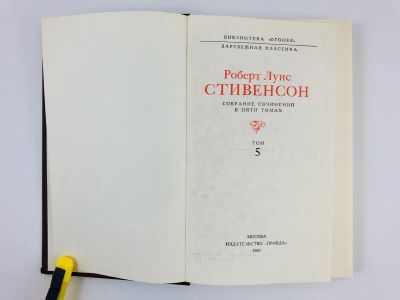 БИБЛИОТЕКА «ОГОНЕК»
ЗАРУБЕЖНАЯ КЛАССИКА
Роберт Луис
СТИВЕНСОН
СОБРАНИЕ СОЧИНЕНИЙ
В ПЯТИ ТОМАХ
ТОМ
5
МОСКВА
ИЗДАТЕЛЬСТВО «ПРАВДА»